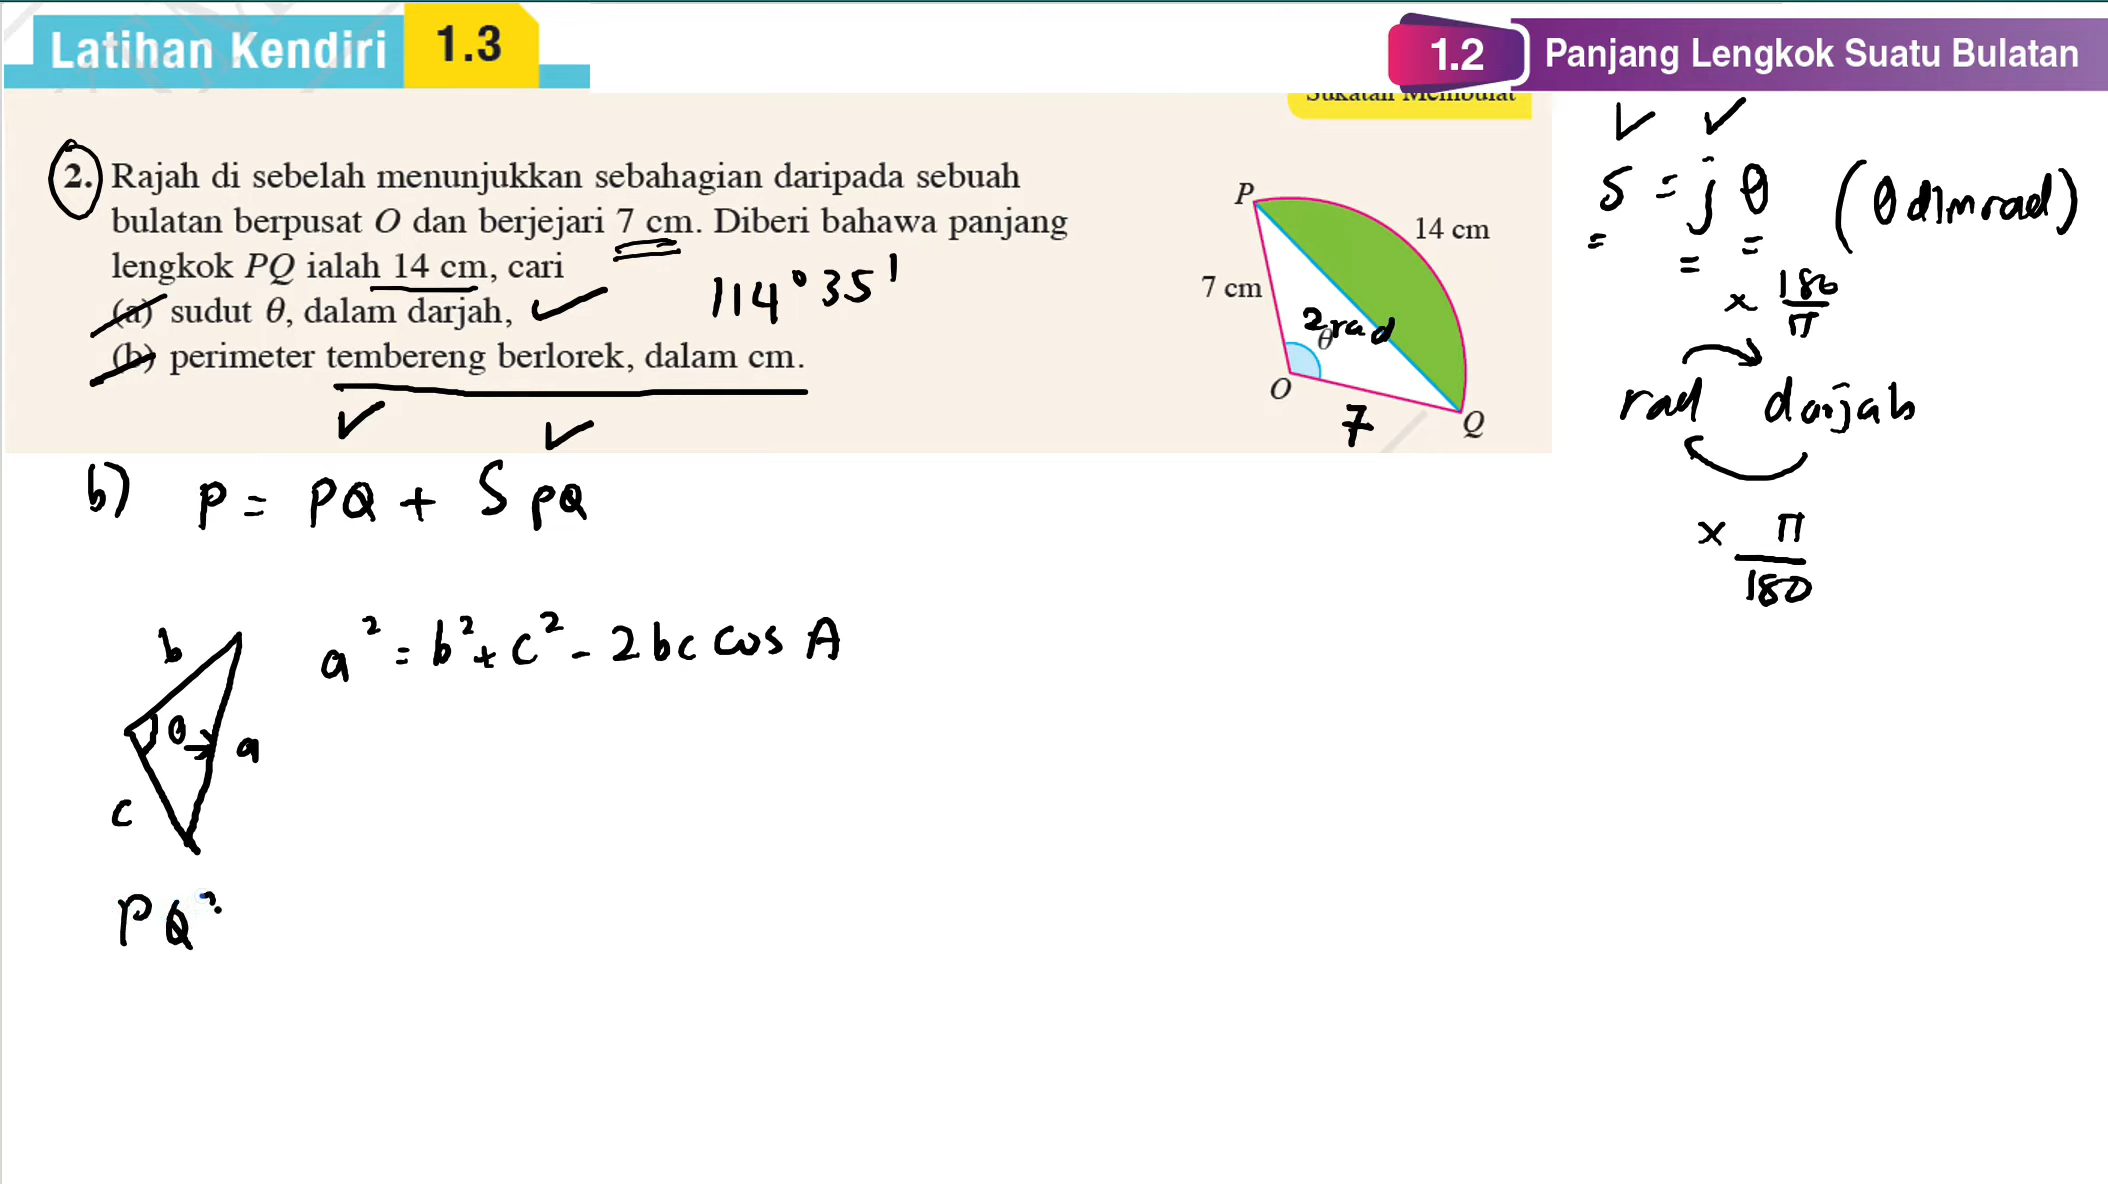 Latihan Kendiri 1.3
1.2 Panjang Lengkok Suatu Bulatan
Sukatan Membulat
2. Rajah di sebelah menunjukkan sebahagian daripada sebuah
bulatan berpusat O dan berjejari 7 cm. Diberi bahawa panjang
lengkok PQ ialah 14 cm, cari
(a) sudut θ, dalam darjah,
114° 35'
(b) perimeter tembereng berlorek, dalam cm.
P
14 cm
7 cm
2 rad
θ
O
7
Q
s = j θ (θ dlm rad)
× 180/π
rad darjah
× π/180
b) P = PQ + S PQ
a² = b² + c² - 2bc cos A
b
θ
a
c
PQ²